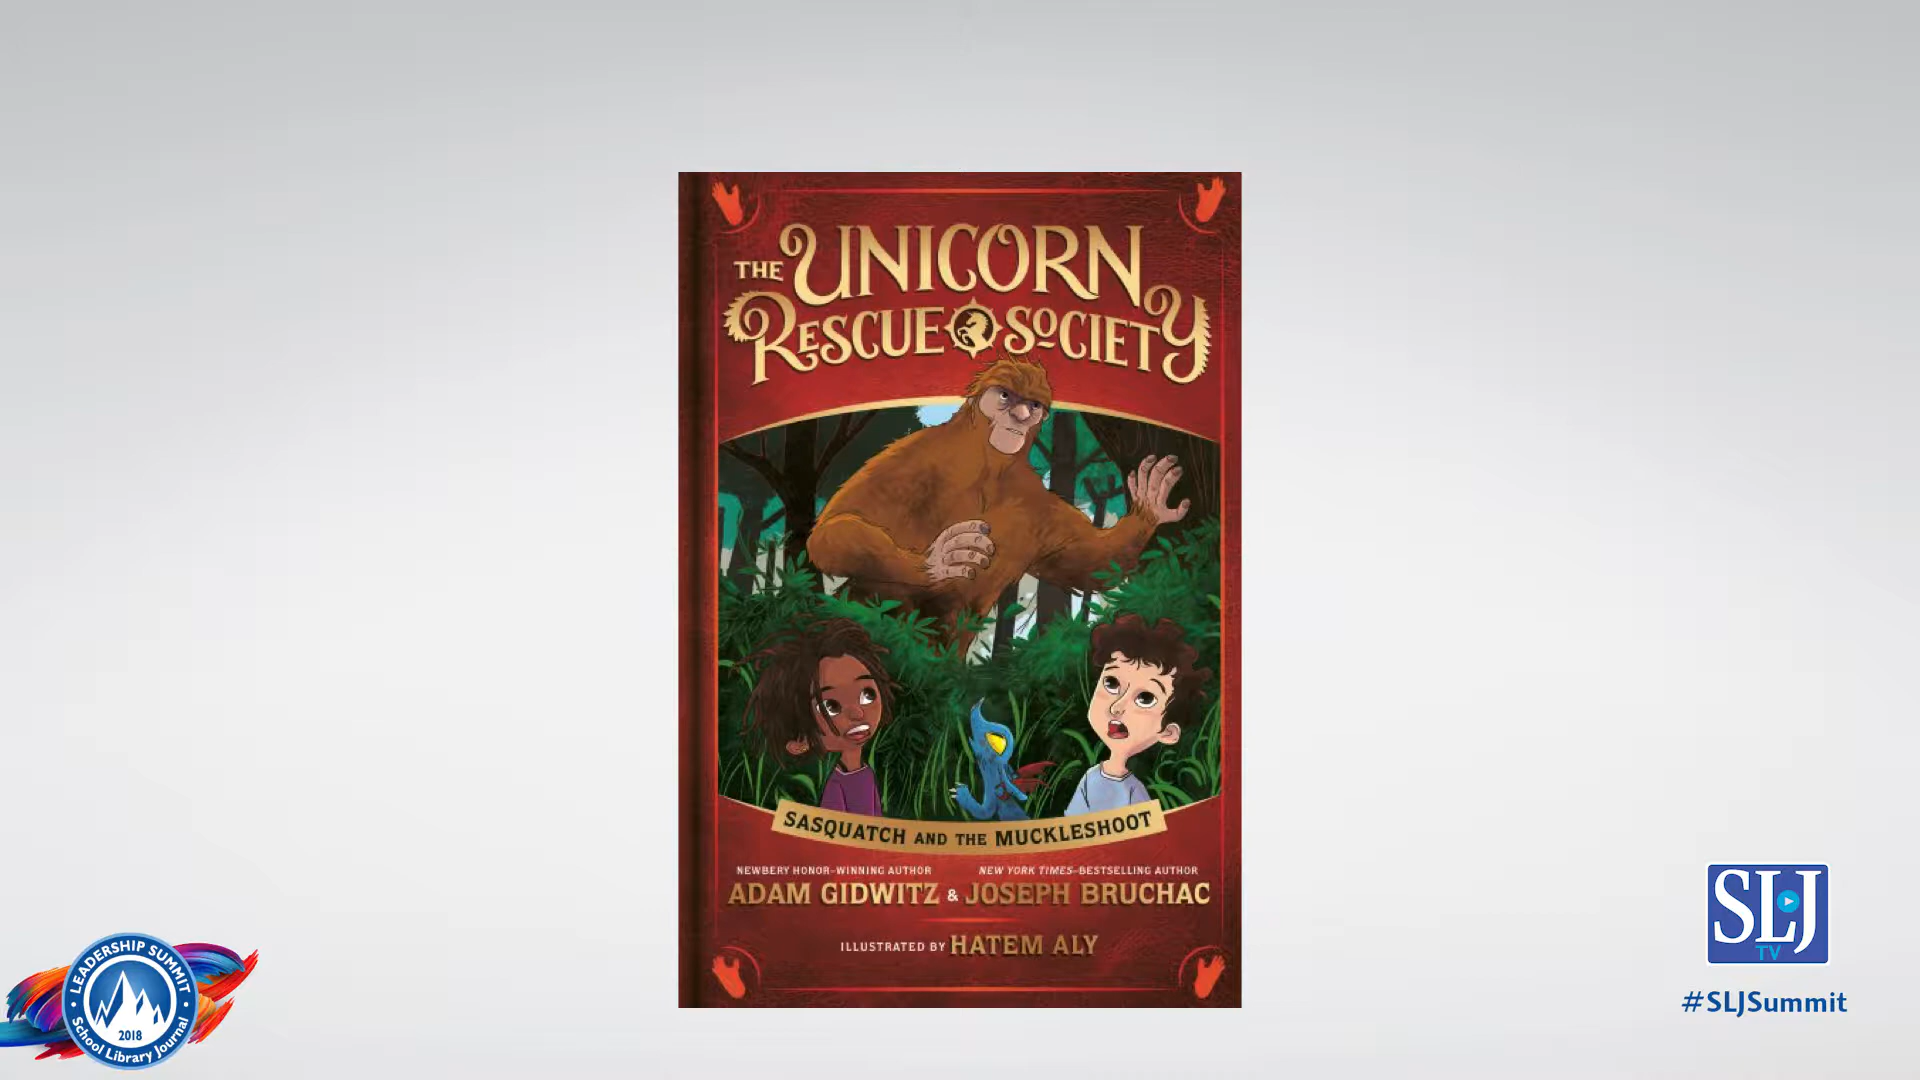 THE UNICORN
RESCUE SOCIETY
SASQUATCH AND THE MUCKLESHOOT
NEWBERY HONOR–WINNING AUTHOR
ADAM GIDWITZ
&
NEW YORK TIMES–BESTSELLING AUTHOR
JOSEPH BRUCHAC
ILLUSTRATED BY HATEM ALY
LEADERSHIP SUMMIT
2018
School Library Journal
SLJ
TV
#SLJSummit